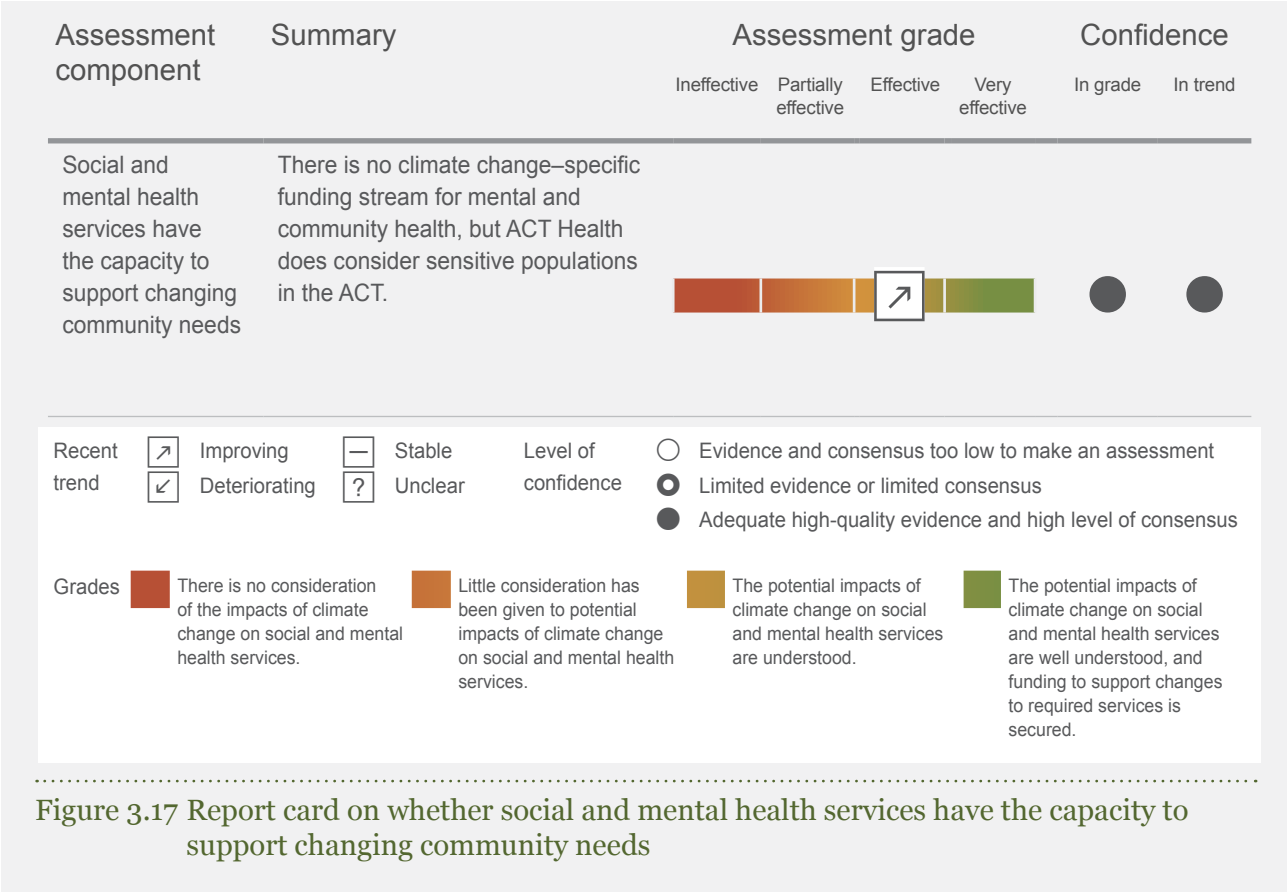 Assessment component
Summary
Assessment grade
Confidence
Ineffective
Partially effective
Effective
Very effective
In grade
In trend
Social and
mental health
services have
the capacity to
support changing
community needs
There is no climate change–specific
funding stream for mental and
community health, but ACT Health
does consider sensitive populations
in the ACT.
Recent trend
Improving
Deteriorating
Stable
? Unclear
Level of confidence
Evidence and consensus too low to make an assessment
Limited evidence or limited consensus
Adequate high-quality evidence and high level of consensus
Grades
There is no consideration
of the impacts of climate
change on social and mental
health services.
Little consideration has
been given to potential
impacts of climate change
on social and mental health
services.
The potential impacts of
climate change on social
and mental health services
are understood.
The potential impacts of
climate change on social
and mental health services
are well understood, and
funding to support changes
to required services is
secured.
Figure 3.17 Report card on whether social and mental health services have the capacity to
support changing community needs